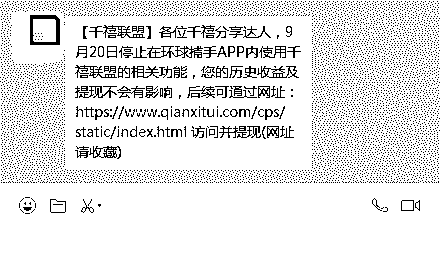 【千禧联盟】各位千禧分享达人，9
月20日停止在环球捕手APP内使用千
禧联盟的相关功能，您的历史收益及
提现不会有影响，后续可通过网址：
https://www.qianxitui.com/cps/
static/index.html 访问并提现(网址
请收藏)